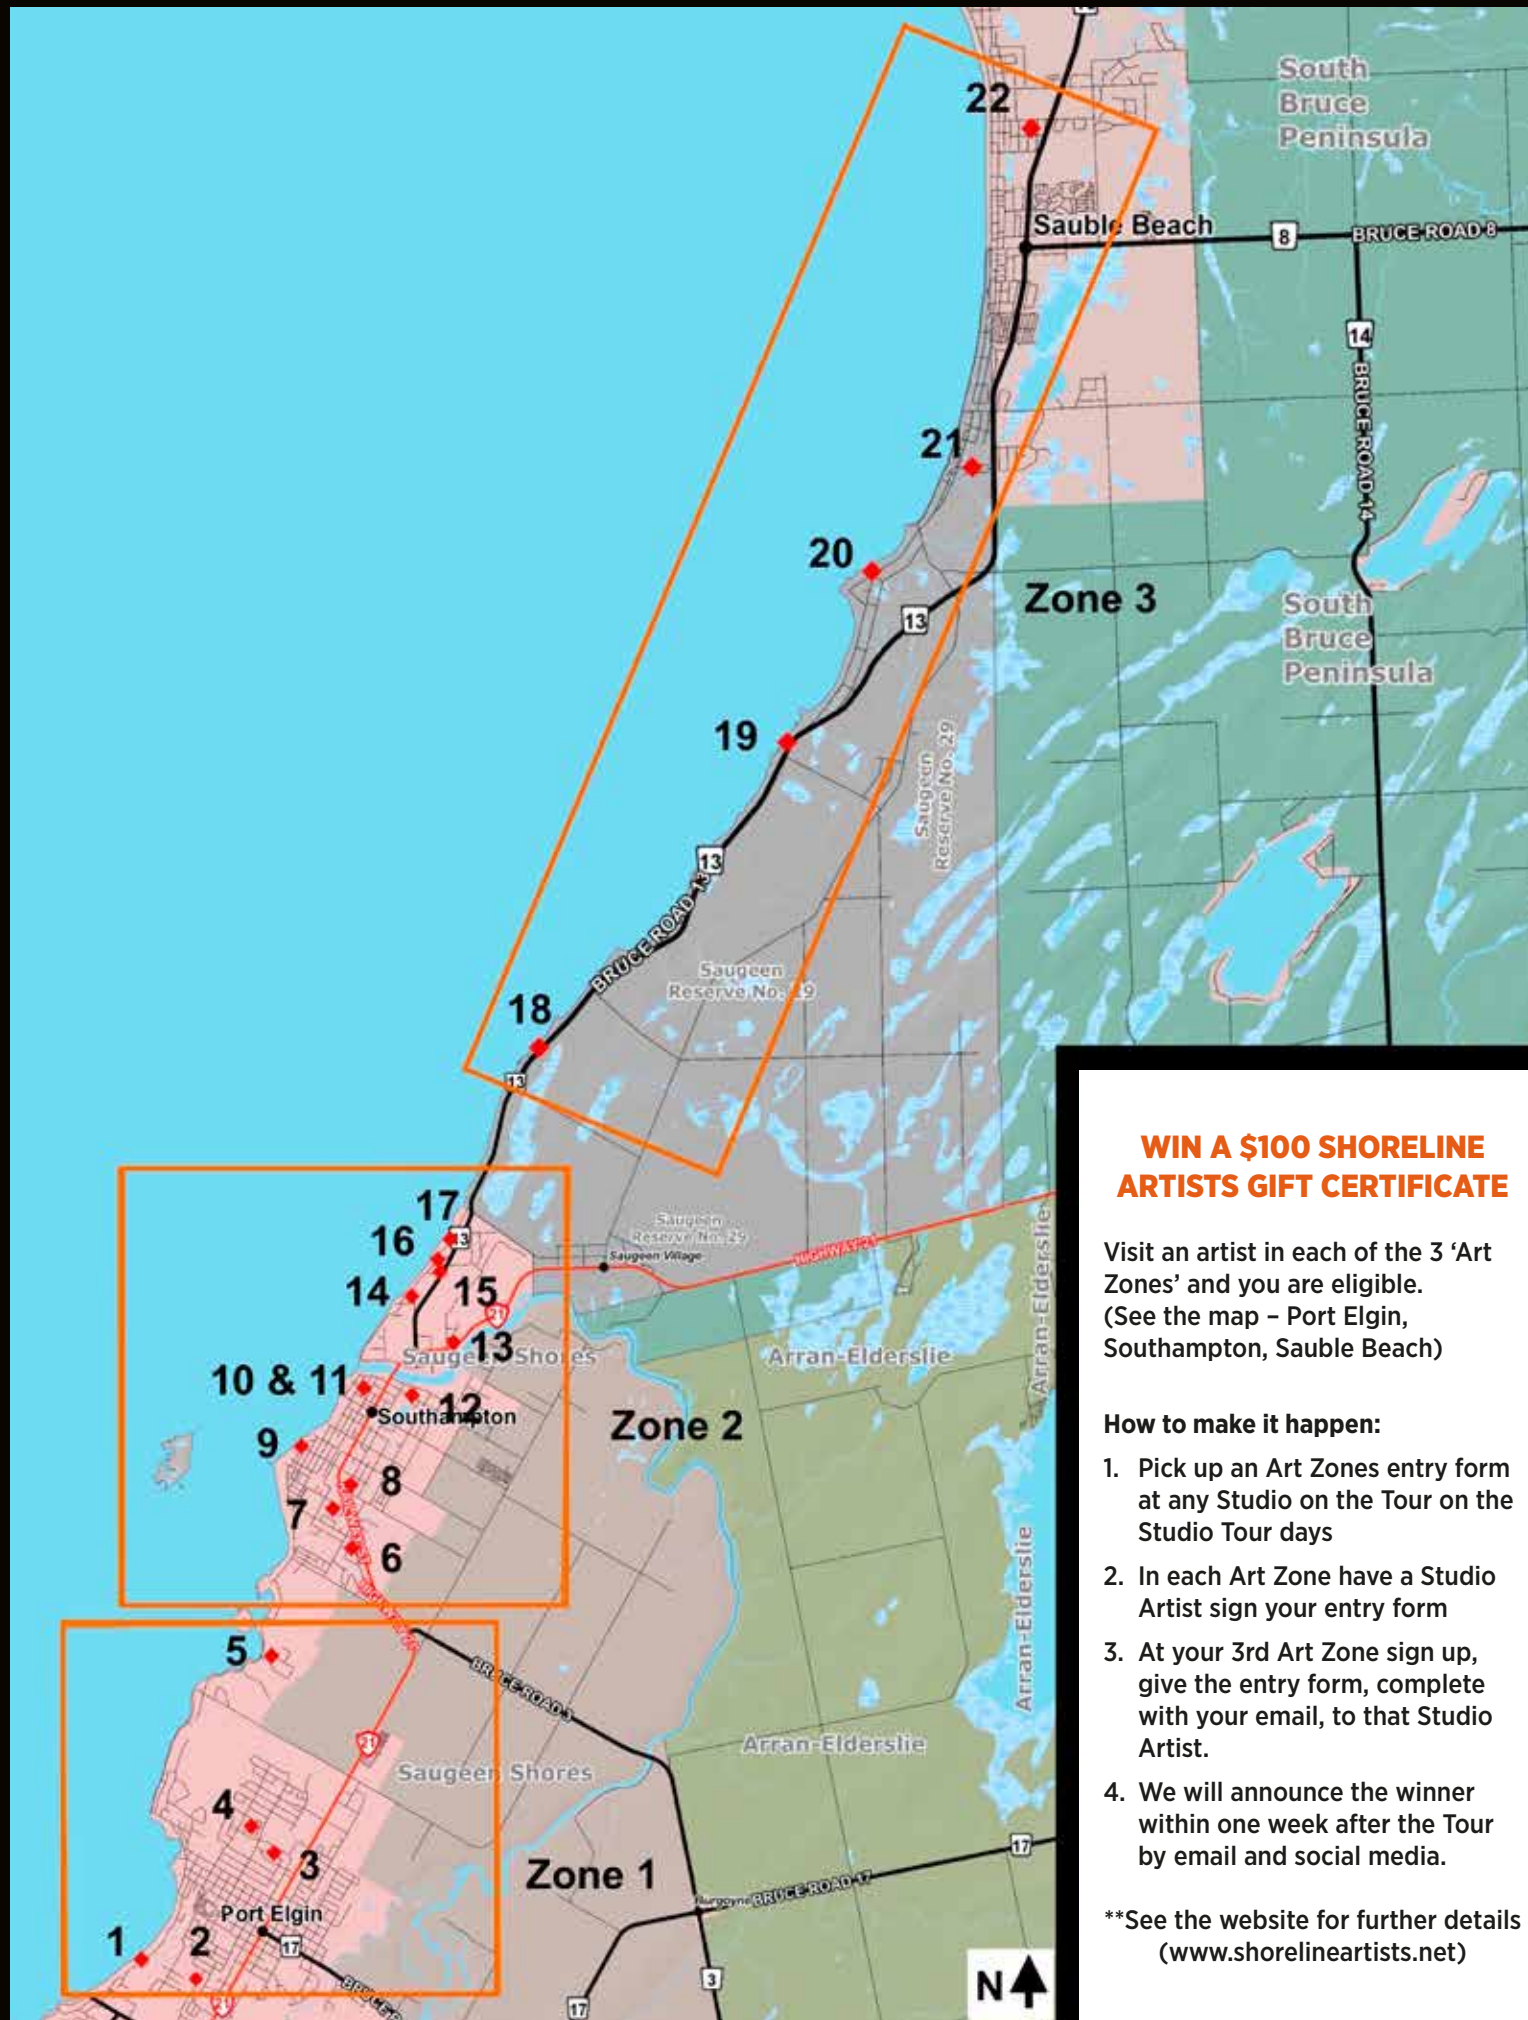 22
South
Bruce
Peninsula
Sauble Beach
8
BRUCE ROAD 8
14
BRUCE ROAD 14
21
20
Zone 3
13
South
Bruce
Peninsula
19
Saugeen
Reserve No. 29
13
BRUCE ROAD 13
Saugeen
Reserve No. 29
18
13
17
16
13
Saugeen
Reserve No. 29
Saugeen Village
HIGHWAY 21
14
15
21
13
Saugeen Shores
Arran-Elderslie
Arran-Elderslie
10 & 11
12
Southampton
Zone 2
9
8
7
6
HIGHWAY 21
Arran-Elderslie
5
BRUCE ROAD 3
21
Saugeen Shores
Arran-Elderslie
4
3
Zone 1
17
Burgoyne
BRUCE ROAD 17
Port Elgin
1
2
17
21
3
17
N
WIN A $100 SHORELINE
ARTISTS GIFT CERTIFICATE
Visit an artist in each of the 3 ‘Art
Zones’ and you are eligible.
(See the map – Port Elgin,
Southampton, Sauble Beach)
How to make it happen:
1. Pick up an Art Zones entry form
at any Studio on the Tour on the
Studio Tour days
2. In each Art Zone have a Studio
Artist sign your entry form
3. At your 3rd Art Zone sign up,
give the entry form, complete
with your email, to that Studio
Artist.
4. We will announce the winner
within one week after the Tour
by email and social media.
**See the website for further details
(www.shorelineartists.net)